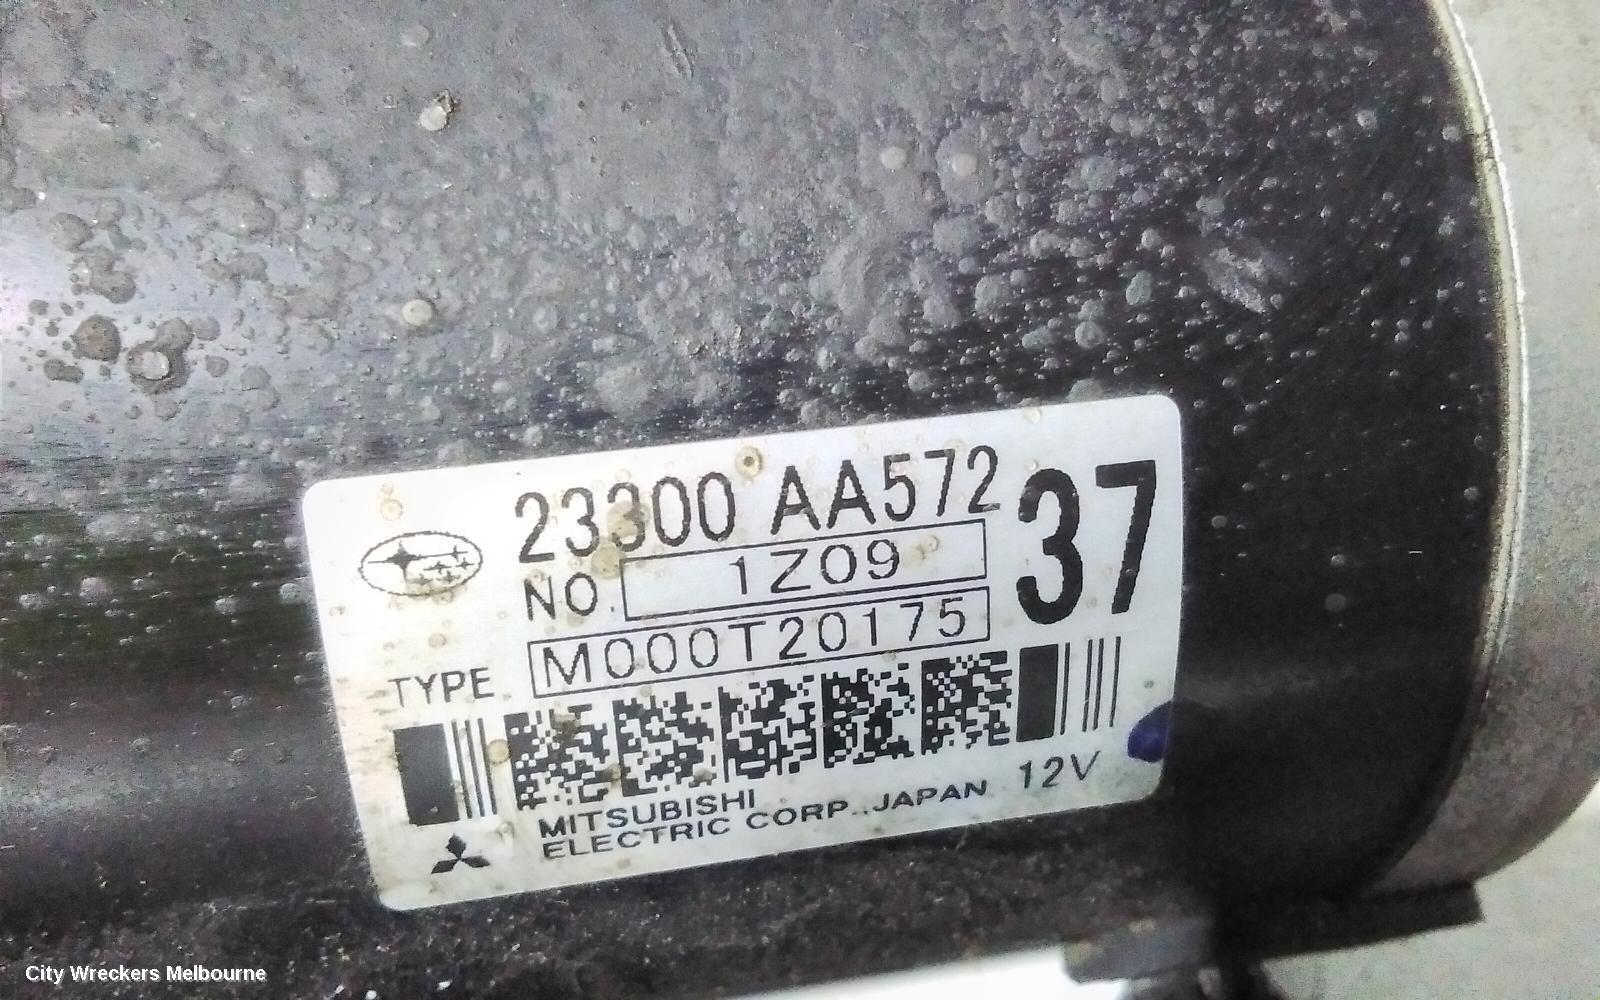 23300 AA572
37
NO. 1Z09
TYPE M000T20175
MITSUBISHI
ELECTRIC CORP. JAPAN 12V
City Wreckers Melbourne